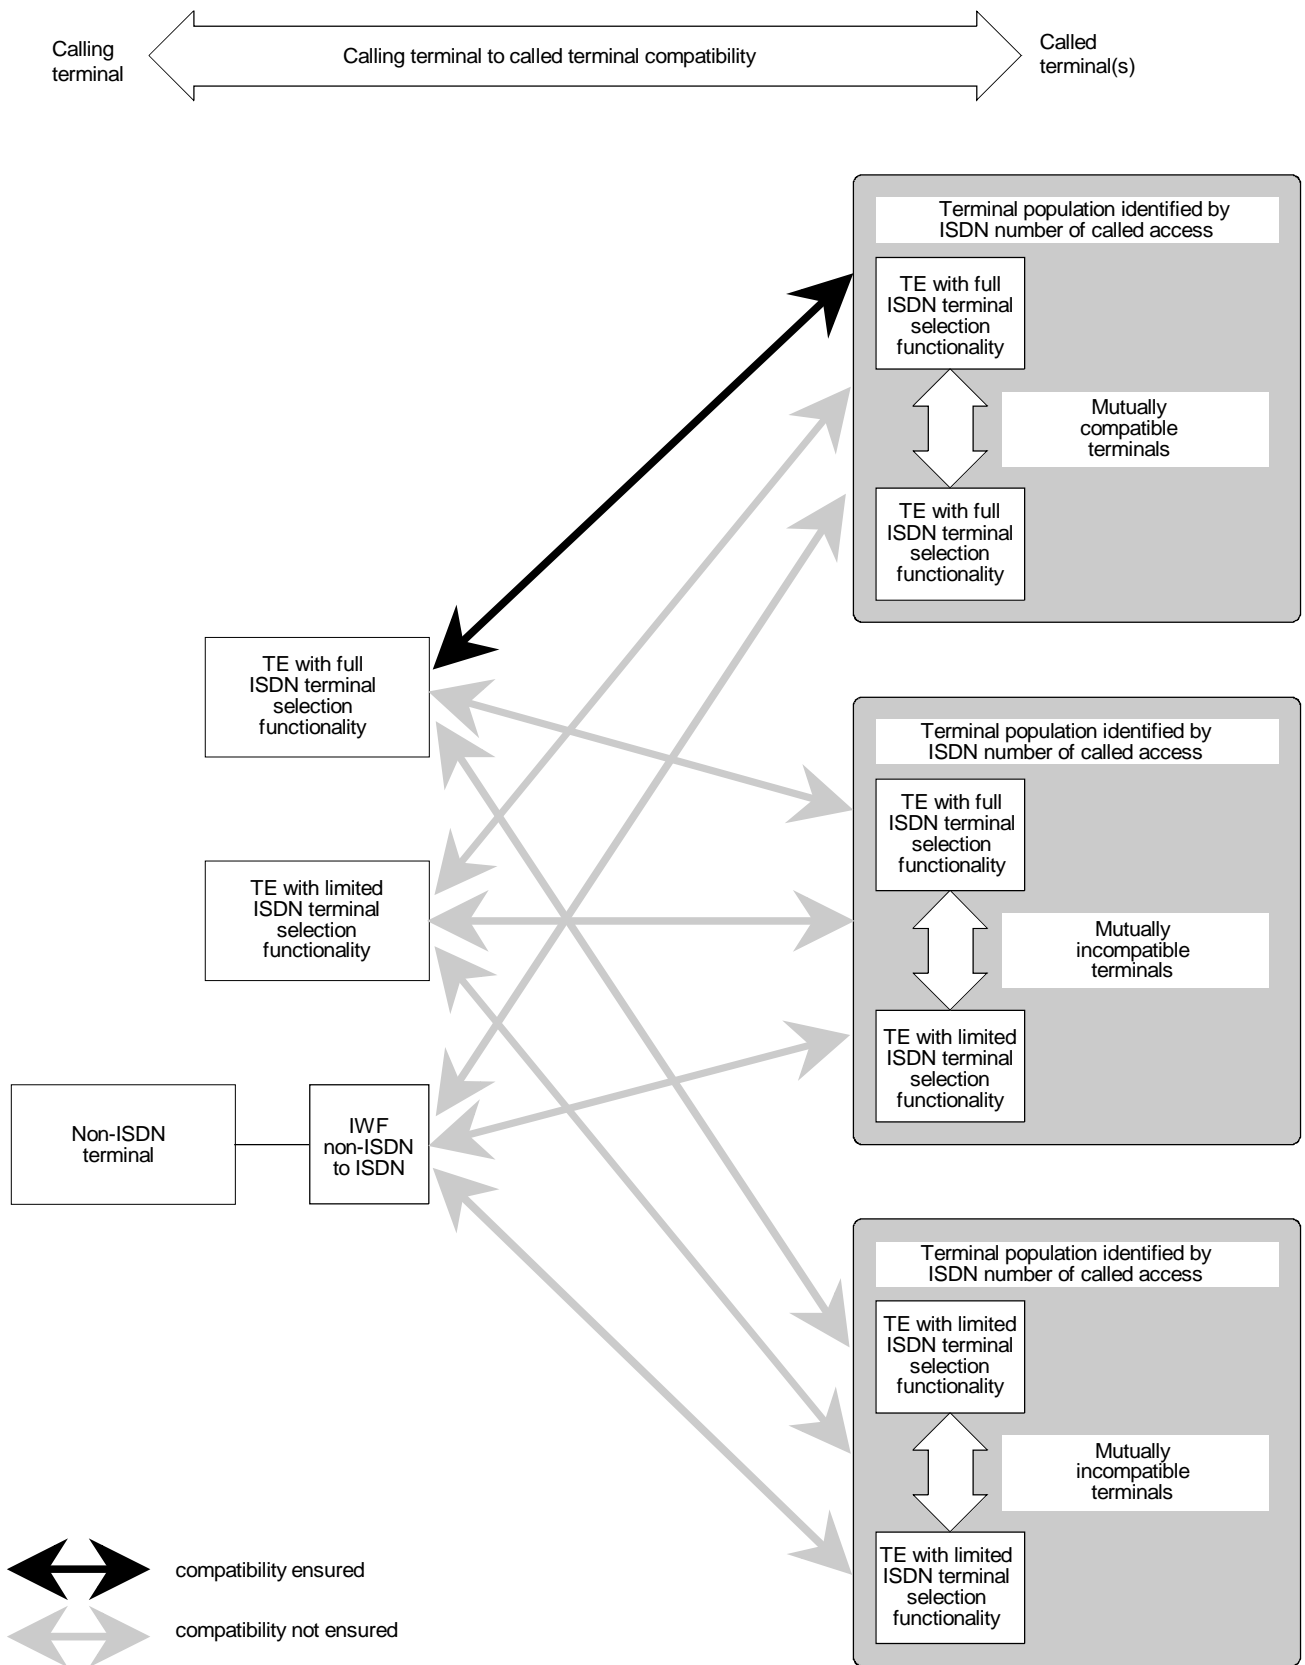 Calling
terminal
Calling terminal to called terminal compatibility
Called
terminal(s)
Terminal population identified by
ISDN number of called access
TE with full
ISDN terminal
selection
functionality
Mutually
compatible
terminals
TE with full
ISDN terminal
selection
functionality
TE with full
ISDN terminal
selection
functionality
Terminal population identified by
ISDN number of called access
TE with full
ISDN terminal
selection
functionality
TE with limited
ISDN terminal
selection
functionality
Mutually
incompatible
terminals
TE with limited
ISDN terminal
selection
functionality
Non-ISDN
terminal
IWF
non-ISDN
to ISDN
Terminal population identified by
ISDN number of called access
TE with limited
ISDN terminal
selection
functionality
Mutually
incompatible
terminals
TE with limited
ISDN terminal
selection
functionality
compatibility ensured
compatibility not ensured